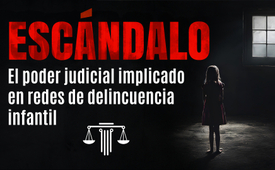 ESCÁNDALO
El poder judicial implicado
en redes de delincuencia
infantil